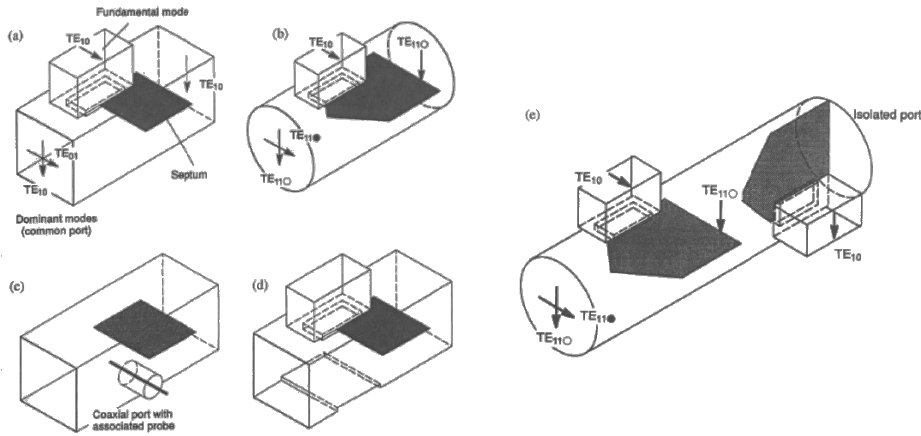 (a)
Fundamental mode
TE10
TE10
TE01
TE10
Dominant modes
(common port)
Septum
(b)
TE10
TE11○
TE11●
TE11○
(c)
Coaxial port with
associated probe
(d)
(e)
Isolated port
TE10
TE11○
TE10
TE11●
TE11○